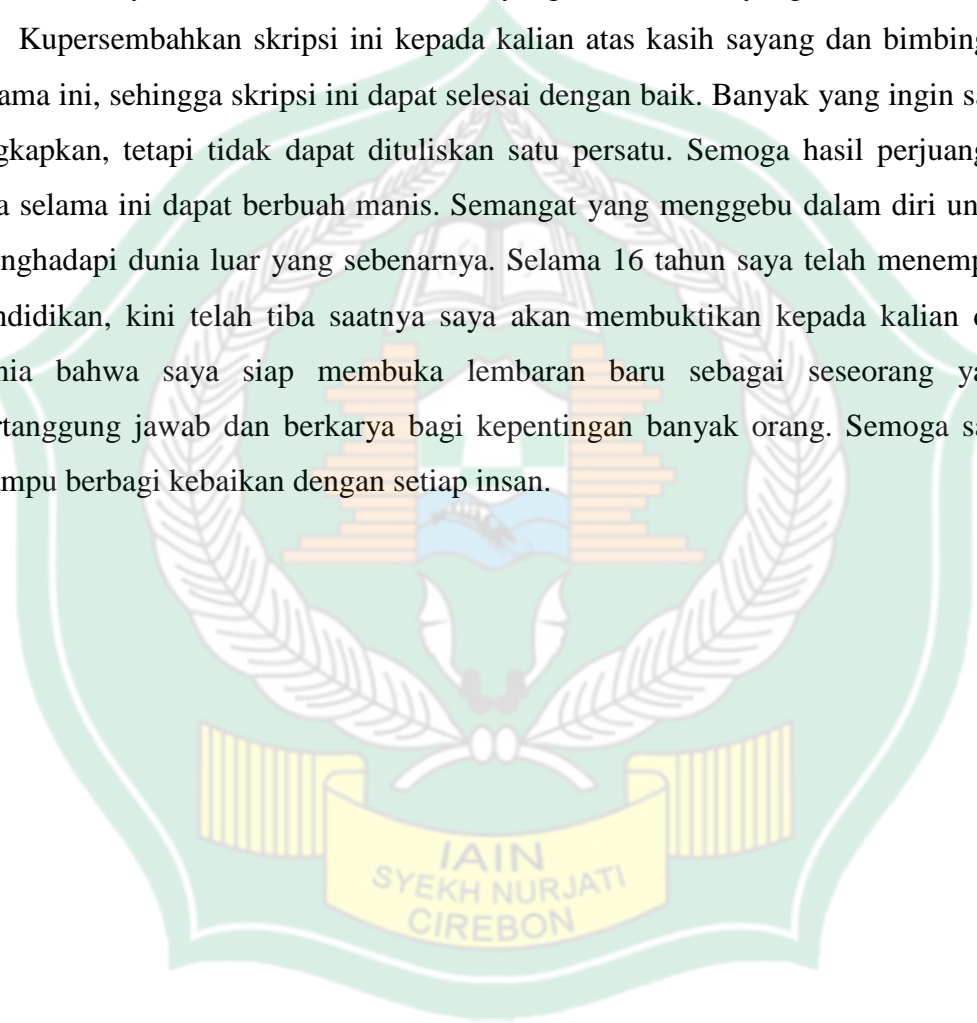 Kupersembahkan skripsi ini kepada kalian atas kasih sayang dan bimbing
ama ini, sehingga skripsi ini dapat selesai dengan baik. Banyak yang ingin sa
gkapkan, tetapi tidak dapat dituliskan satu persatu. Semoga hasil perjuang
a selama ini dapat berbuah manis. Semangat yang menggebu dalam diri un
nghadapi dunia luar yang sebenarnya. Selama 16 tahun saya telah menemp
ndidikan, kini telah tiba saatnya saya akan membuktikan kepada kalian
nia bahwa saya siap membuka lembaran baru sebagai seseorang ya
rtanggung jawab dan berkarya bagi kepentingan banyak orang. Semoga sa
mpu berbagi kebaikan dengan setiap insan.
IAIN
SYEKH NURJATI
CIREBON